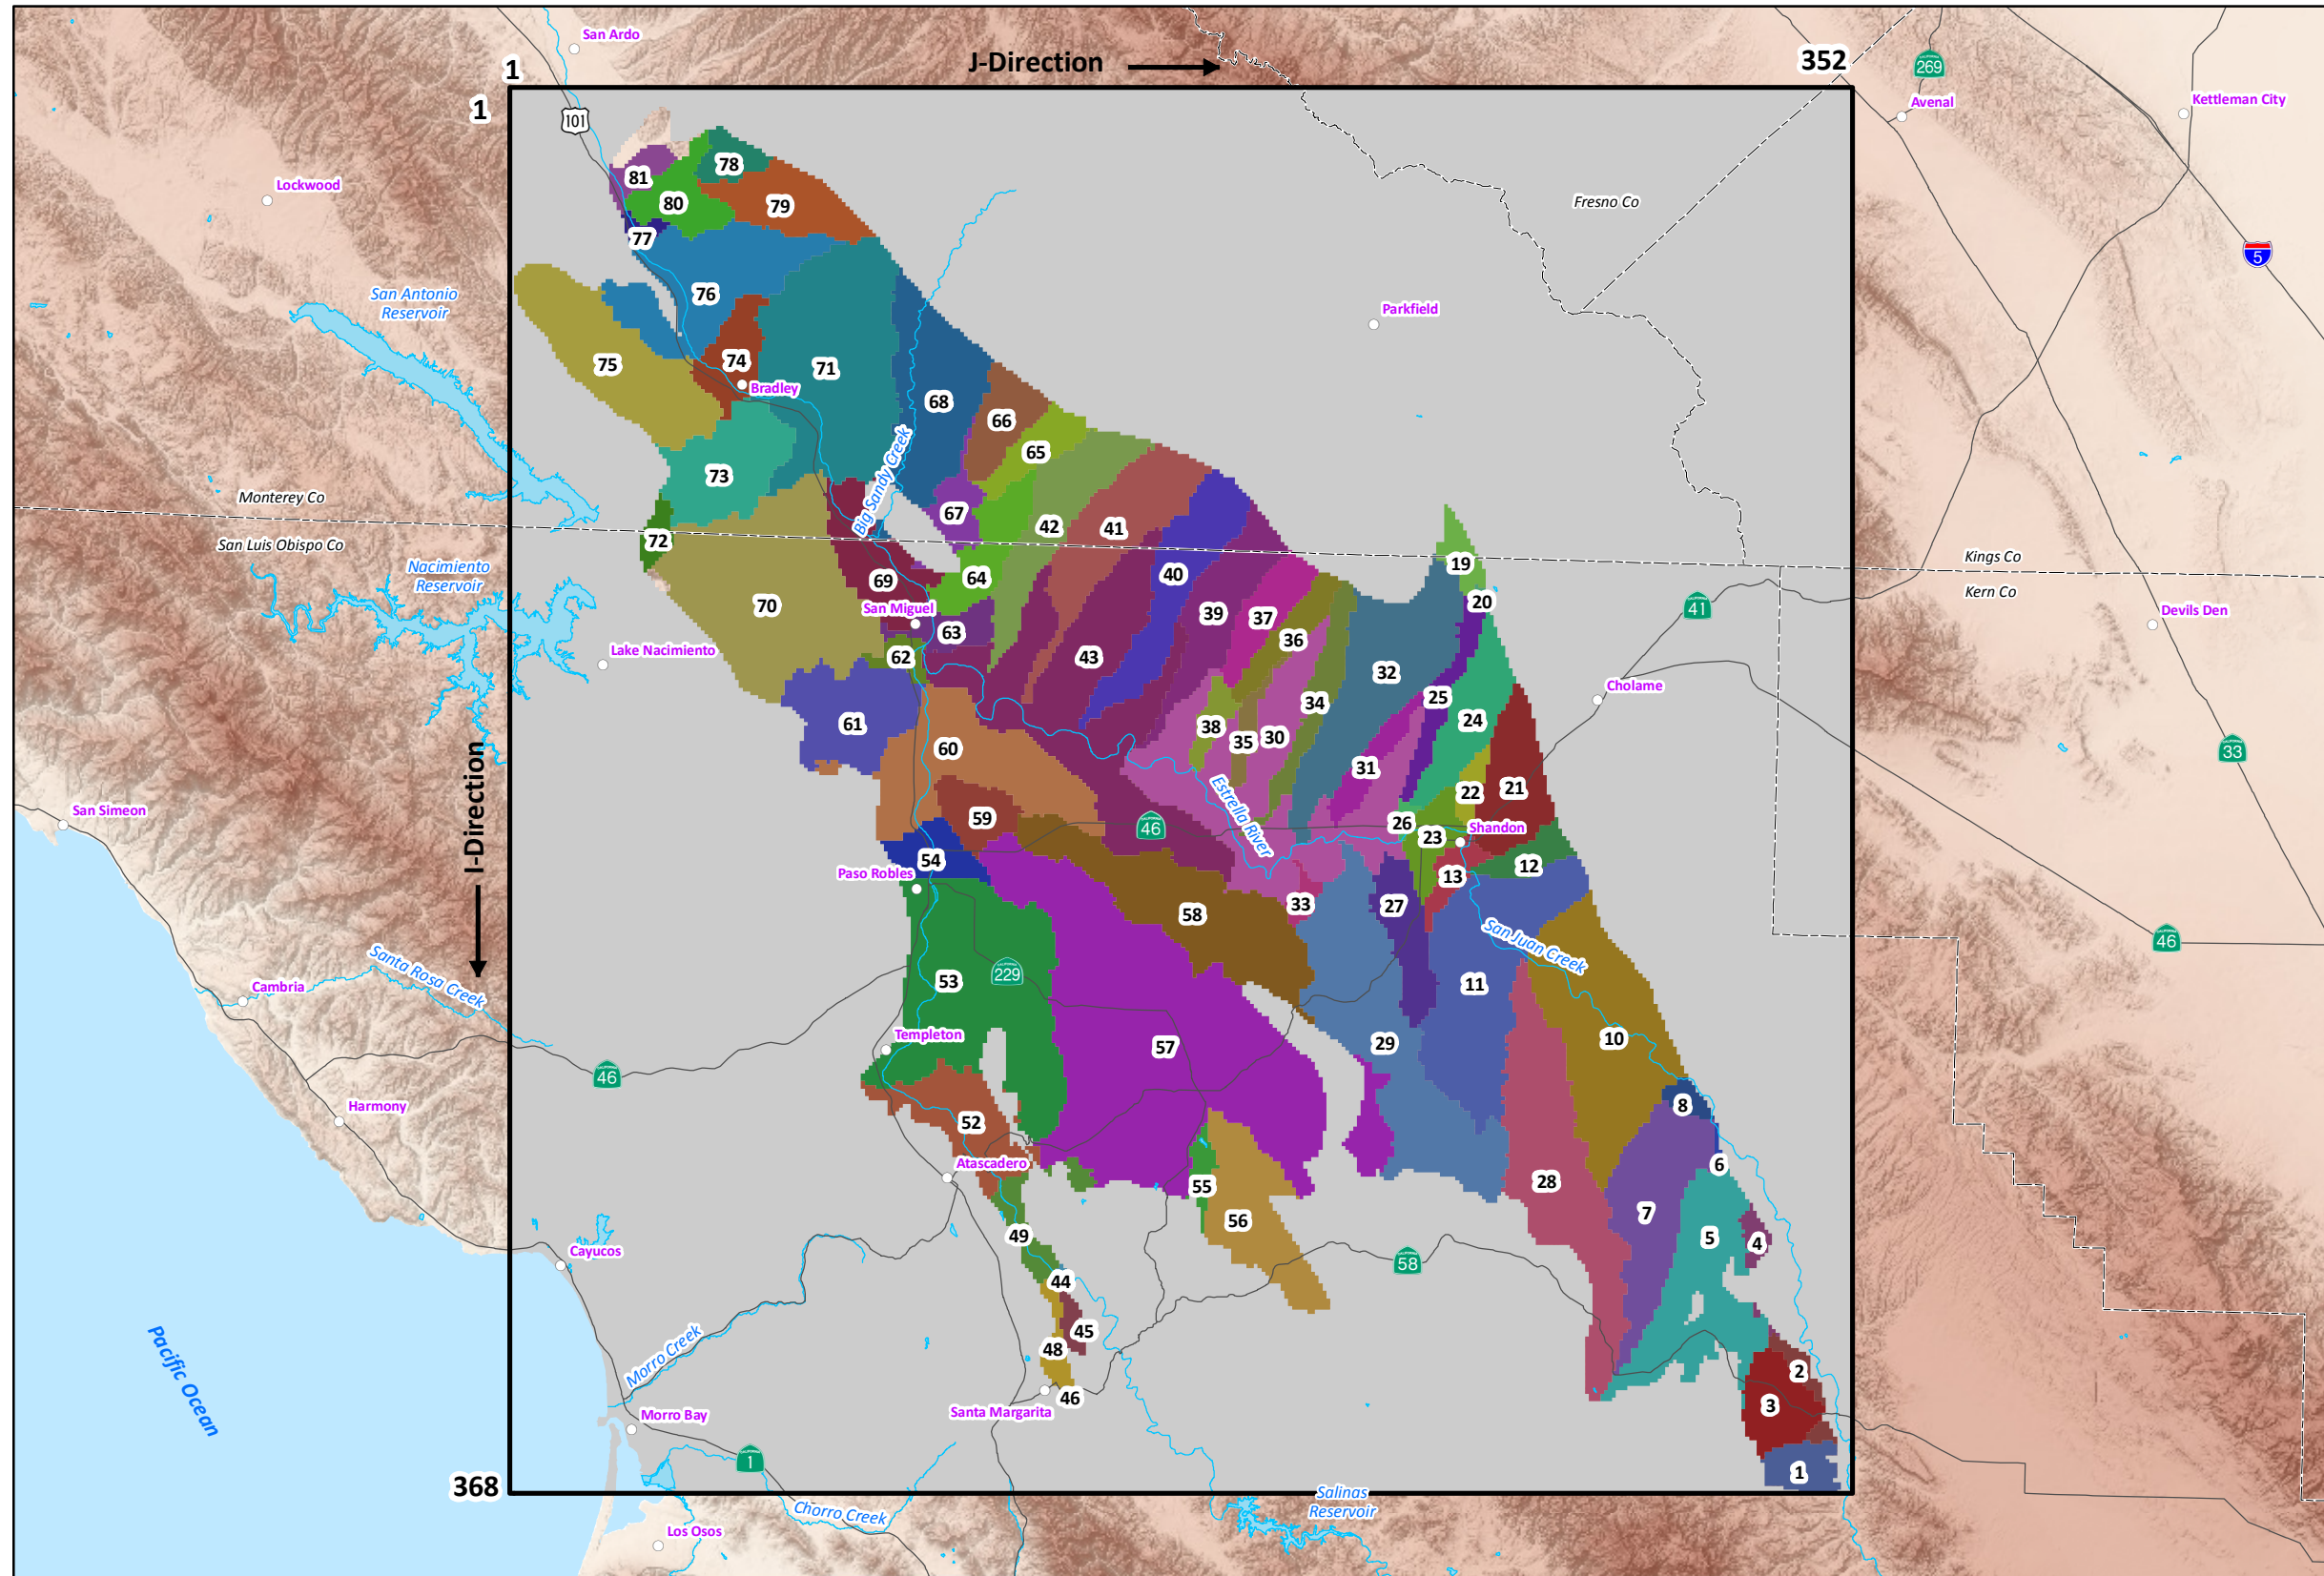 San Ardo
1
J-Direction
352
269
Avenal
Kettleman City
1
101
Lockwood
81
78
80
79
Fresno Co
77
5
San Antonio
Reservoir
76
Parkfield
75
74
71
Bradley
68
66
65
73
Big Sandy Creek
Monterey Co
67
42
41
72
San Luis Obispo Co
Kings Co
19
Nacimiento
Reservoir
69
64
40
Kern Co
20
41
Devils Den
70
San Miguel
63
39
37
36
Lake Nacimiento
62
43
32
Cholame
25
34
61
38
24
60
35
30
33
31
I-Direction
22
21
San Simeon
59
Estrella River
46
26
23
Shandon
54
13
12
Paso Robles
33
27
58
San Juan Creek
46
Santa Rosa Creek
53
229
11
Cambria
Templeton
57
29
10
46
Harmony
52
8
Atascadero
6
55
28
56
7
49
5
4
Cayucos
58
44
45
Pacific Ocean
48
Morro Creek
2
46
3
Santa Margarita
Morro Bay
1
1
368
Salinas
Reservoir
Chorro Creek
Los Osos